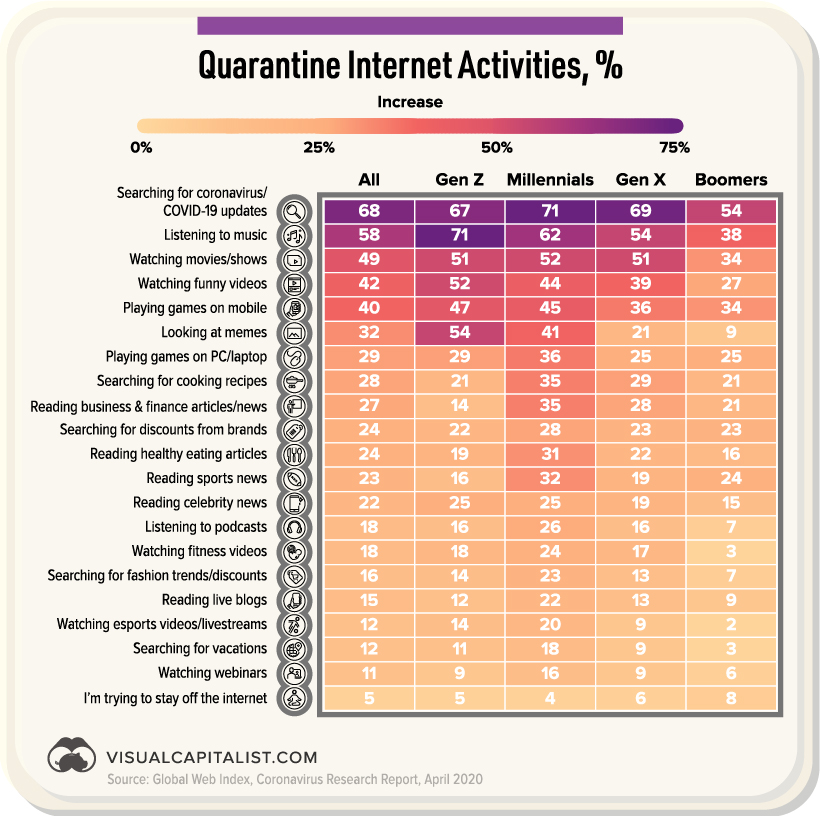 Quarantine Internet Activities, %
Increase
0% 25% 50% 75%
All Gen Z Millennials Gen X Boomers
Searching for coronavirus/
COVID-19 updates 68 67 71 69 54
Listening to music 58 71 62 54 38
Watching movies/shows 49 51 52 51 34
Watching funny videos 42 52 44 39 27
Playing games on mobile 40 47 45 36 34
Looking at memes 32 54 41 21 9
Playing games on PC/laptop 29 29 36 25 25
Searching for cooking recipes 28 21 35 29 21
Reading business & finance articles/news 27 14 35 28 21
Searching for discounts from brands 24 22 28 23 23
Reading healthy eating articles 24 19 31 22 16
Reading sports news 23 16 32 19 24
Reading celebrity news 22 25 25 19 15
Listening to podcasts 18 16 26 16 7
Watching fitness videos 18 18 24 17 3
Searching for fashion trends/discounts 16 14 23 13 7
Reading live blogs 15 12 22 13 9
Watching esports videos/livestreams 12 14 20 9 2
Searching for vacations 12 11 18 9 3
Watching webinars 11 9 16 9 6
I'm trying to stay off the internet 5 5 4 6 8
VISUALCAPITALIST.COM
Source: Global Web Index, Coronavirus Research Report, April 2020